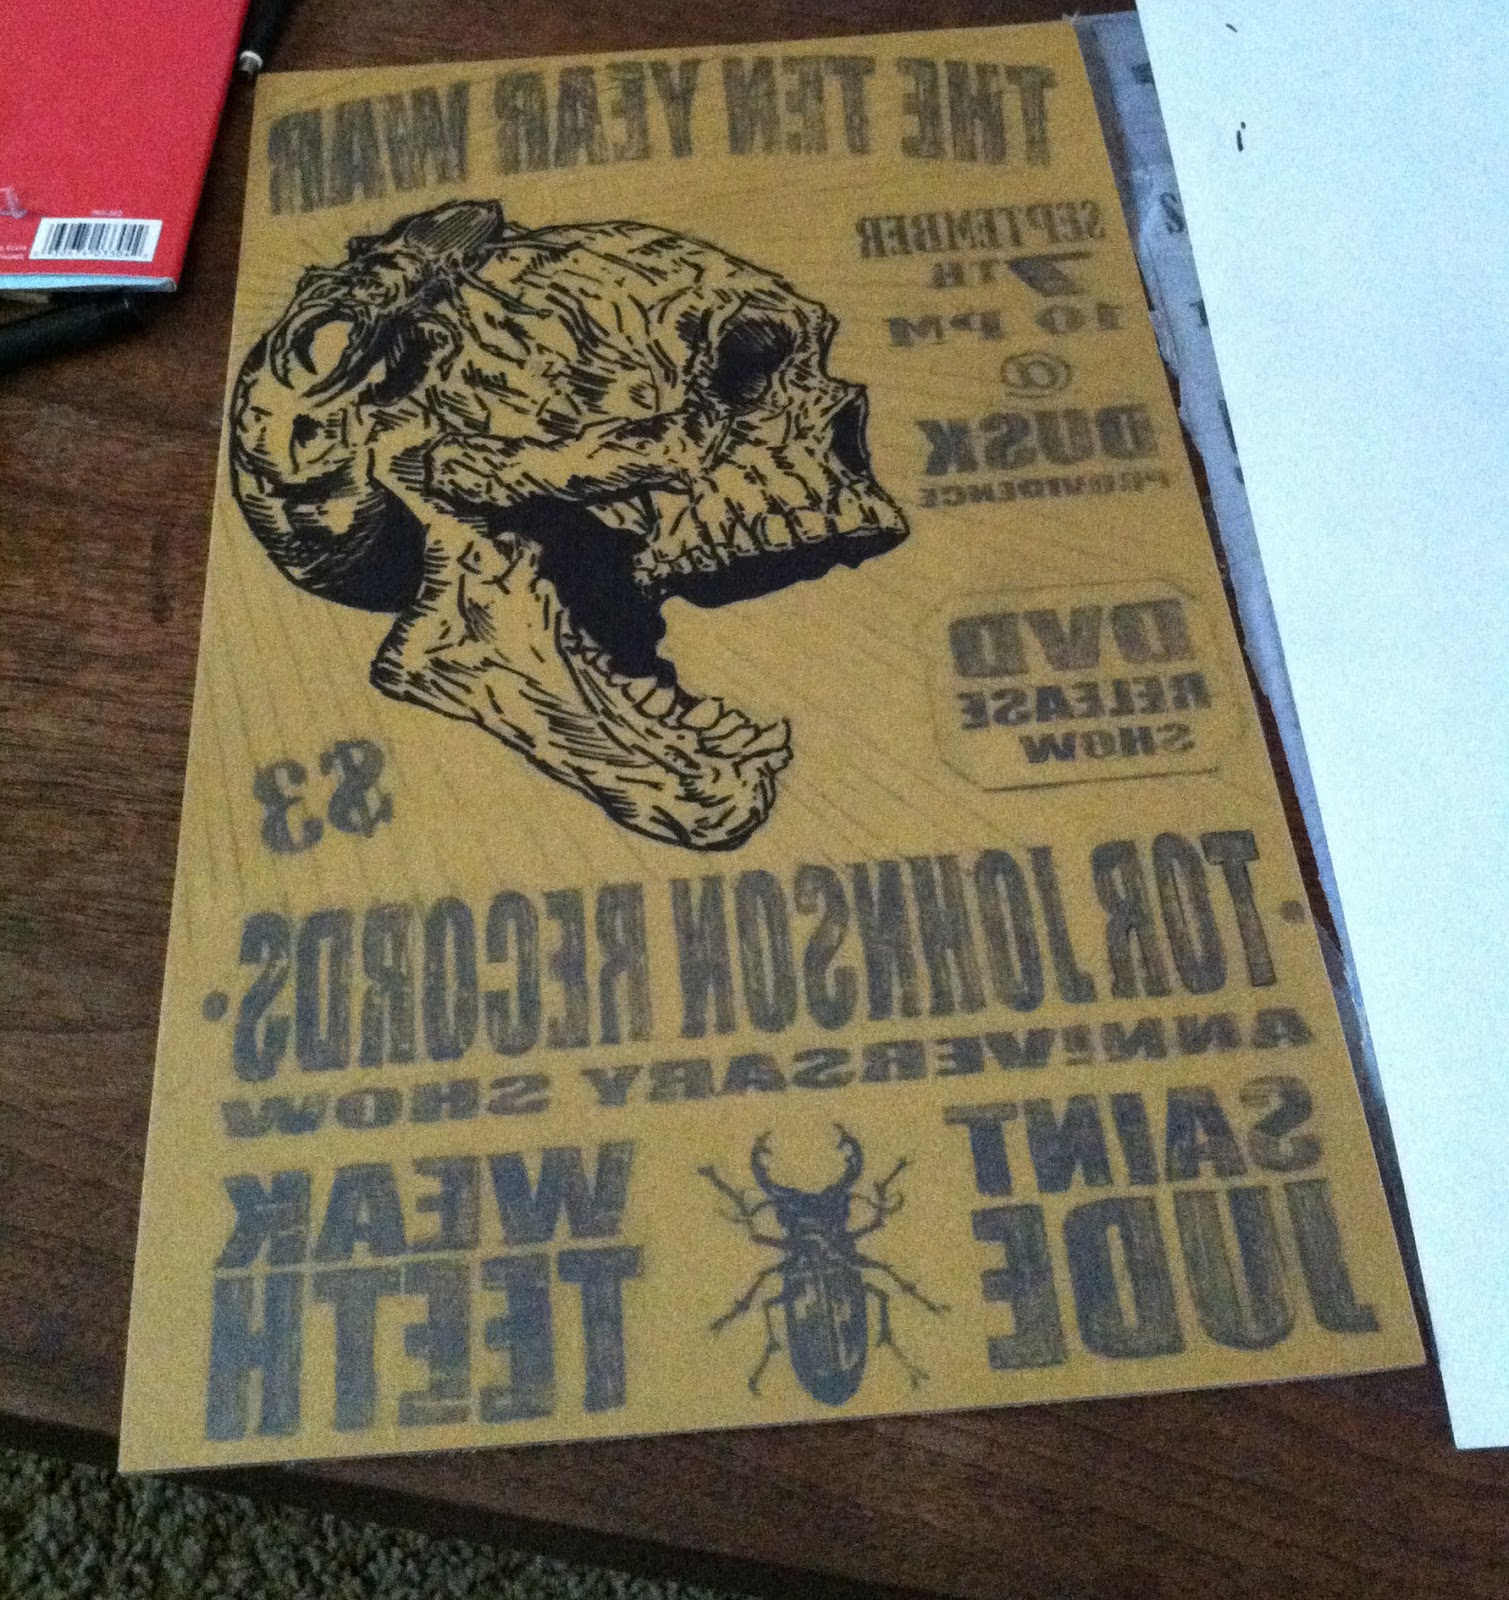 THE TEN YEAR WAR
SEPTEMBER
7TH
10 PM
@
DUSK
PROVIDENCE
DVD
RELEASE
SHOW
$3
•TOR JOHNSON RECORDS•
ANNIVERSARY SHOW
SAINT
JUDE
WEAK
TEETH